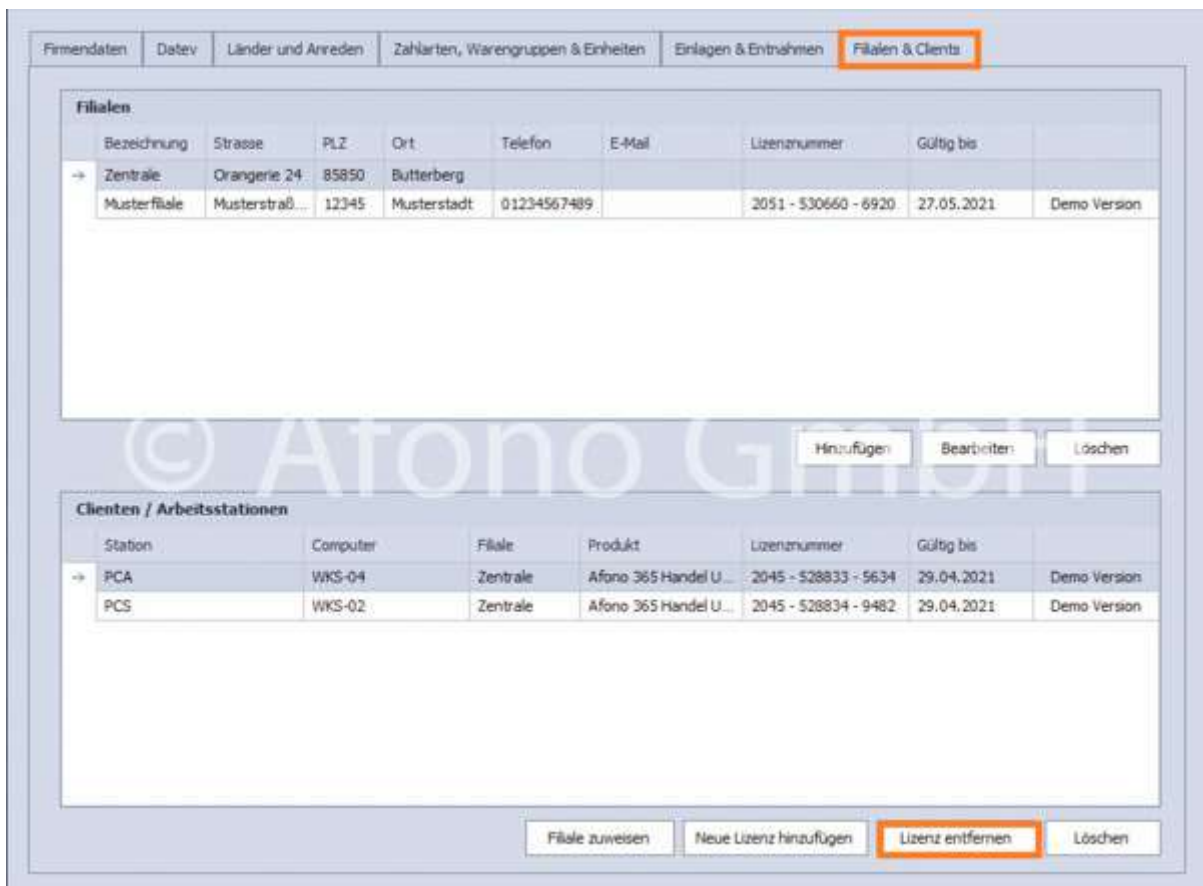 Firmendaten Datev Länder und Anreden Zahlarten, Warengruppen & Einheiten Einlagen & Entnahmen Filialen & Clients
Filialen
Bezeichnung Strasse PLZ Ort Telefon E-Mail Lizenznummer Gültig bis
Zentrale Orangerie 24 85850 Butterberg
Musterfiliale Musterstraß... 12345 Musterstadt 01234567489 2051 - 530660 - 6920 27.05.2021 Demo Version
© Afono GmbH
Hinzufügen Bearbeiten Löschen
Clienten / Arbeitsstationen
Station Computer Filiale Produkt Lizenznummer Gültig bis
PCA WKS-04 Zentrale Afono 365 Handel U... 2045 - 528833 - 5634 29.04.2021 Demo Version
PCS WKS-02 Zentrale Afono 365 Handel U... 2045 - 528834 - 9482 29.04.2021 Demo Version
Filiale zuweisen Neue Lizenz hinzufügen Lizenz entfernen Löschen